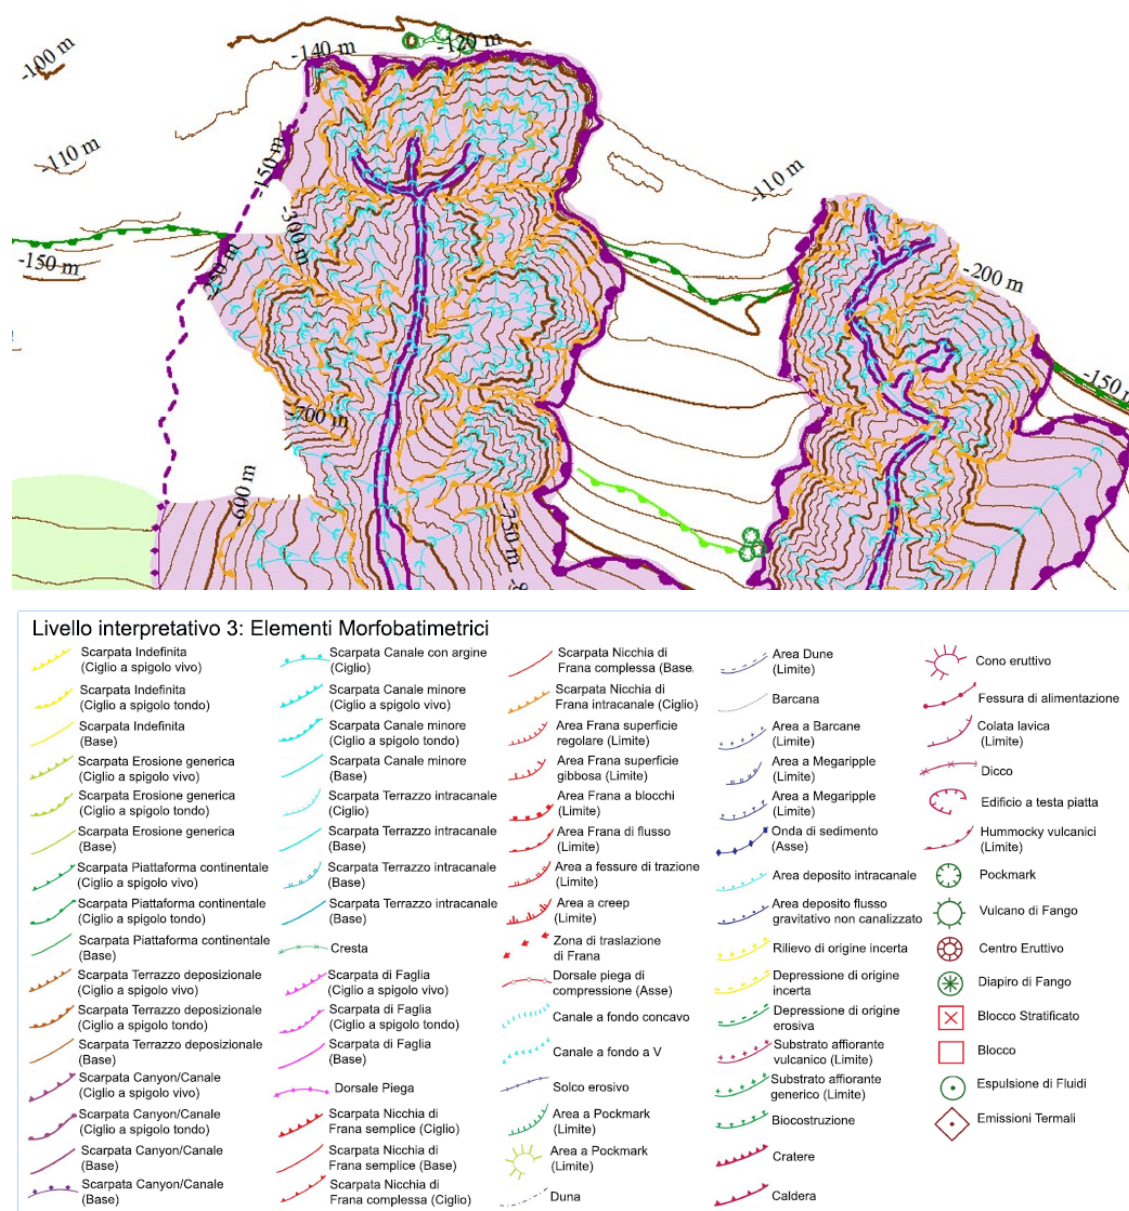 -100 m
-140 m
-120 m
-110 m
-150 m
-110 m
-300 m
-150 m
-250 m
-200 m
-150 m
-700 m
-600 m
-750 m
Livello interpretativo 3: Elementi Morfobatimetrici
Scarpata Indefinita
(Ciglio a spigolo vivo)
Scarpata Indefinita
(Ciglio a spigolo tondo)
Scarpata Indefinita
(Base)
Scarpata Erosione generica
(Ciglio a spigolo vivo)
Scarpata Erosione generica
(Ciglio a spigolo tondo)
Scarpata Erosione generica
(Base)
Scarpata Piattaforma continentale
(Ciglio a spigolo vivo)
Scarpata Piattaforma continentale
(Ciglio a spigolo tondo)
Scarpata Piattaforma continentale
(Base)
Scarpata Terrazzo deposizionale
(Ciglio a spigolo vivo)
Scarpata Terrazzo deposizionale
(Ciglio a spigolo tondo)
Scarpata Terrazzo deposizionale
(Base)
Scarpata Canyon/Canale
(Ciglio a spigolo vivo)
Scarpata Canyon/Canale
(Ciglio a spigolo tondo)
Scarpata Canyon/Canale
(Base)
Scarpata Canyon/Canale
(Base)
Scarpata Canale con argine
(Ciglio)
Scarpata Canale minore
(Ciglio a spigolo vivo)
Scarpata Canale minore
(Ciglio a spigolo tondo)
Scarpata Canale minore
(Base)
Scarpata Terrazzo intracanale
(Ciglio)
Scarpata Terrazzo intracanale
(Base)
Scarpata Terrazzo intracanale
(Base)
Scarpata Terrazzo intracanale
(Base)
Cresta
Scarpata di Faglia
(Ciglio a spigolo vivo)
Scarpata di Faglia
(Ciglio a spigolo tondo)
Scarpata di Faglia
(Base)
Dorsale Piega
Scarpata Nicchia di
Frana semplice (Ciglio)
Scarpata Nicchia di
Frana semplice (Base)
Scarpata Nicchia di
Frana complessa (Ciglio)
Scarpata Nicchia di
Frana complessa (Base.
Scarpata Nicchia di
Frana intracanale (Ciglio)
Area Frana superficie
regolare (Limite)
Area Frana superficie
gibbosa (Limite)
Area Frana a blocchi
(Limite)
Area Frana di flusso
(Limite)
Area a fessure di trazione
(Limite)
Area a creep
(Limite)
Zona di traslazione
di Frana
Dorsale piega di
compressione (Asse)
Canale a fondo concavo
Canale a fondo a V
Solco erosivo
Area a Pockmark
(Limite)
Area a Pockmark
(Limite)
Duna
Area Dune
(Limite)
Barcana
Area a Barcane
(Limite)
Area a Megaripple
(Limite)
Area a Megaripple
(Limite)
Onda di sedimento
(Asse)
Area deposito intracanale
Area deposito flusso
gravitativo non canalizzato
Rilievo di origine incerta
Depressione di origine
incerta
Depressione di origine
erosiva
Substrato affiorante
vulcanico (Limite)
Substrato affiorante
generico (Limite)
Biocostruzione
Cratere
Caldera
Cono eruttivo
Fessura di alimentazione
Colata lavica
(Limite)
Dicco
Edificio a testa piatta
Hummocky vulcanici
(Limite)
Pockmark
Vulcano di Fango
Centro Eruttivo
Diapiro di Fango
Blocco Stratificato
Blocco
Espulsione di Fluidi
Emissioni Termali